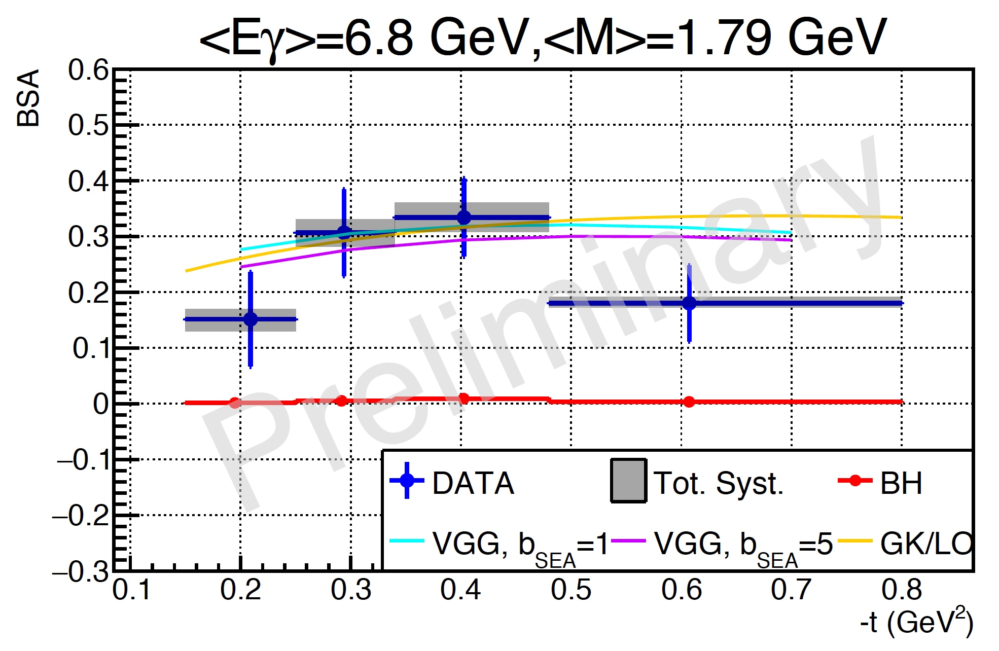 <Eγ>=6.8 GeV,<M>=1.79 GeV
BSA
0.6
0.5
0.4
0.3
0.2
0.1
0
−0.1
−0.2
−0.3
Preliminary
DATA Tot. Syst. BH
VGG, bSEA=1 VGG, bSEA=5 GK/LO
0.1 0.2 0.3 0.4 0.5 0.6 0.7 0.8
-t (GeV²)